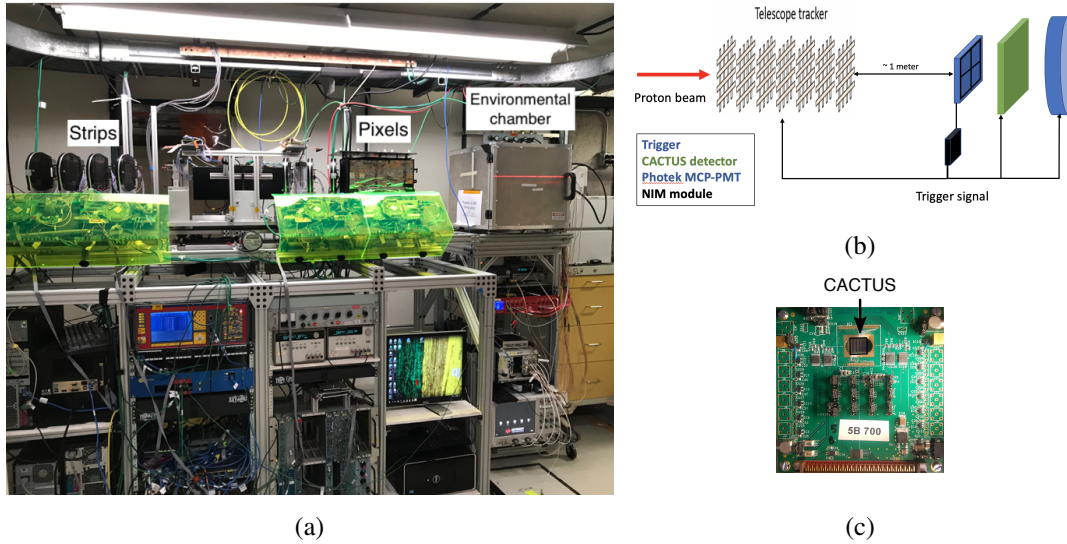 Strips
Pixels
Environmental
chamber
(a)
Telescope tracker
~ 1 meter
Proton beam
Trigger
CACTUS detector
Photek MCP-PMT
NIM module
Trigger signal
(b)
CACTUS
5B 700
(c)